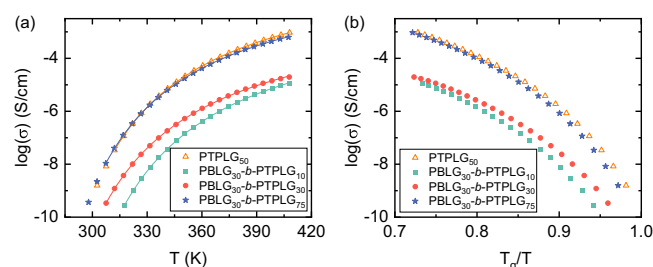 (a)
-4
-6
-8
-10
log(σ) (S/cm)
PTPLG50
PBLG30-b-PTPLG10
PBLG30-b-PTPLG30
PBLG30-b-PTPLG75
300 330 360 390 420
T (K)
(b)
-4
-6
-8
-10
log(σ) (S/cm)
PTPLG50
PBLG30-b-PTPLG10
PBLG30-b-PTPLG30
PBLG30-b-PTPLG75
0.7 0.8 0.9 1.0
Tg/T